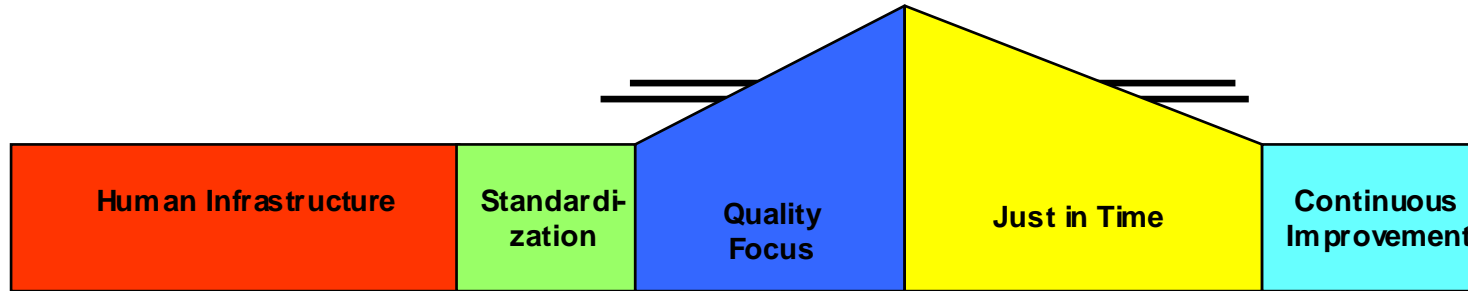 Human Infrastructure
Standardi-
zation
Quality
Focus
Just in Time
Continuous
Improvement